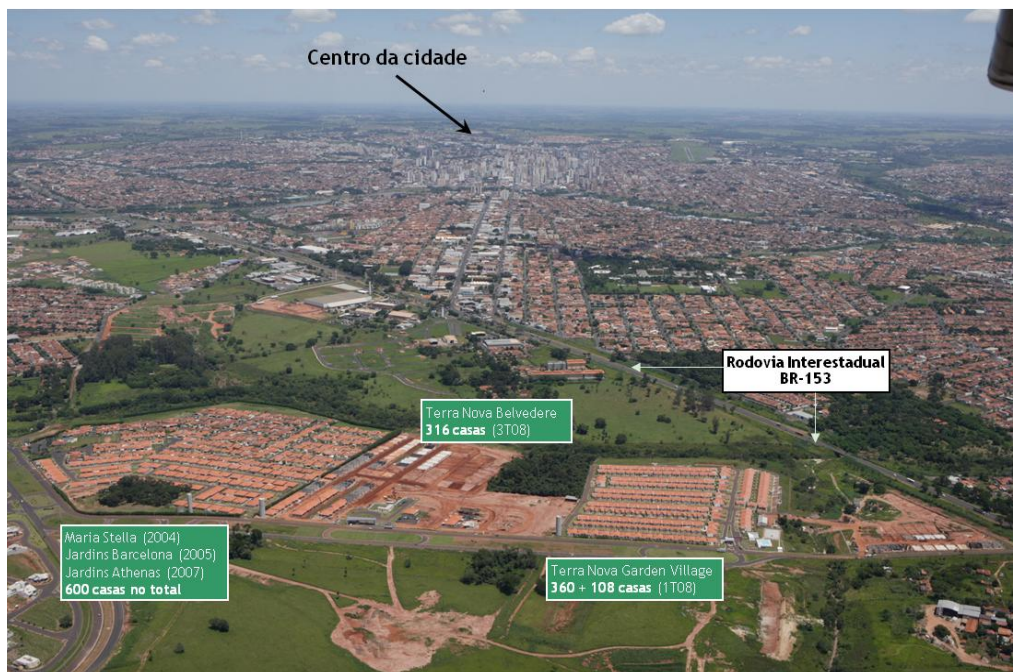 Centro da cidade
Rodovia Interestadual
BR-153
Terra Nova Belvedere
316 casas (3T08)
Maria Stella (2004)
Jardins Barcelona (2005)
Jardins Athenas (2007)
600 casas no total
Terra Nova Garden Village
360 + 108 casas (1T08)